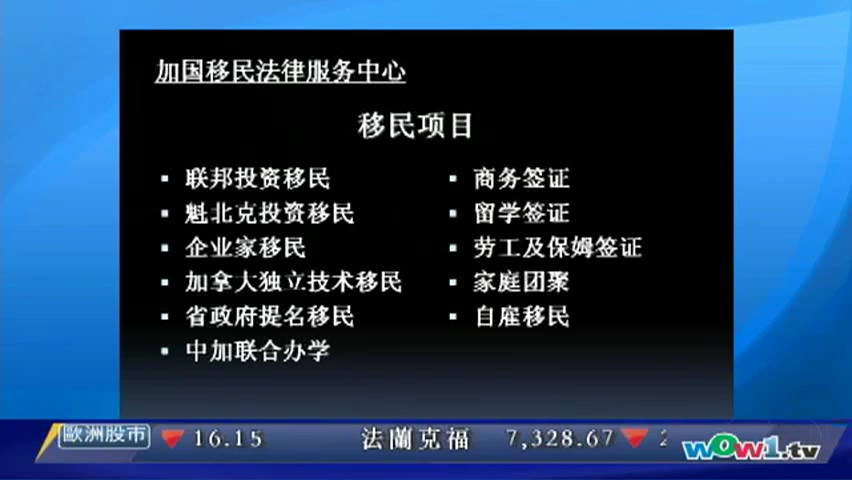 加国移民法律服务中心
移民项目
联邦投资移民
魁北克投资移民
企业家移民
加拿大独立技术移民
省政府提名移民
中加联合办学
商务签证
留学签证
劳工及保姆签证
家庭团聚
自雇移民
歐洲股市 16.15 法蘭克福 7,328.67 2
wow1.tv